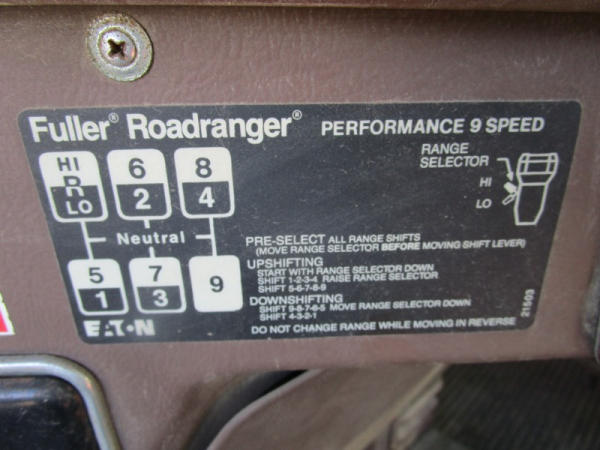 Fuller® Roadranger® PERFORMANCE 9 SPEED
RANGE
SELECTOR
HI
LO
HI 6 8
R 2 4
LO
Neutral
5 7 9
1 3
PRE-SELECT ALL RANGE SHIFTS
(MOVE RANGE SELECTOR BEFORE MOVING SHIFT LEVER)
UPSHIFTING
START WITH RANGE SELECTOR DOWN
SHIFT 1-2-3-4 RAISE RANGE SELECTOR
SHIFT 5-6-7-8-9
DOWNSHIFTING
SHIFT 9-8-7-6-5 MOVE RANGE SELECTOR DOWN
SHIFT 4-3-2-1
DO NOT CHANGE RANGE WHILE MOVING IN REVERSE
EATON
21503